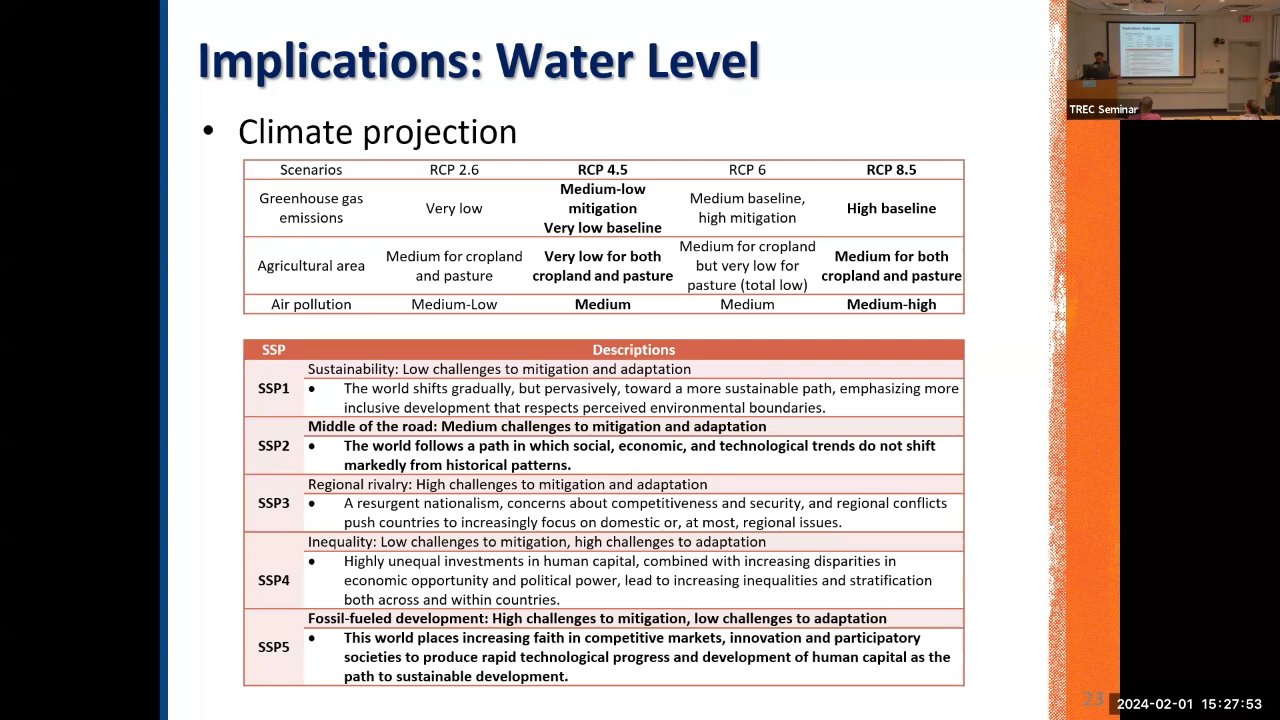 Implications: Water Level
• Climate projection
Scenarios RCP 2.6 RCP 4.5 RCP 6 RCP 8.5
Greenhouse gas emissions Very low Medium-low mitigation Very low baseline Medium baseline, high mitigation High baseline
Agricultural area Medium for cropland and pasture Very low for both cropland and pasture Medium for cropland but very low for pasture (total low) Medium for both cropland and pasture
Air pollution Medium-Low Medium Medium Medium-high
SSP Descriptions
SSP1
Sustainability: Low challenges to mitigation and adaptation
• The world shifts gradually, but pervasively, toward a more sustainable path, emphasizing more
inclusive development that respects perceived environmental boundaries.
SSP2
Middle of the road: Medium challenges to mitigation and adaptation
• The world follows a path in which social, economic, and technological trends do not shift
markedly from historical patterns.
SSP3
Regional rivalry: High challenges to mitigation and adaptation
• A resurgent nationalism, concerns about competitiveness and security, and regional conflicts
push countries to increasingly focus on domestic or, at most, regional issues.
SSP4
Inequality: Low challenges to mitigation, high challenges to adaptation
• Highly unequal investments in human capital, combined with increasing disparities in
economic opportunity and political power, lead to increasing inequalities and stratification
both across and within countries.
SSP5
Fossil-fueled development: High challenges to mitigation, low challenges to adaptation
• This world places increasing faith in competitive markets, innovation and participatory
societies to produce rapid technological progress and development of human capital as the
path to sustainable development.
TREC Seminar
23
2024-02-01 15:27:53